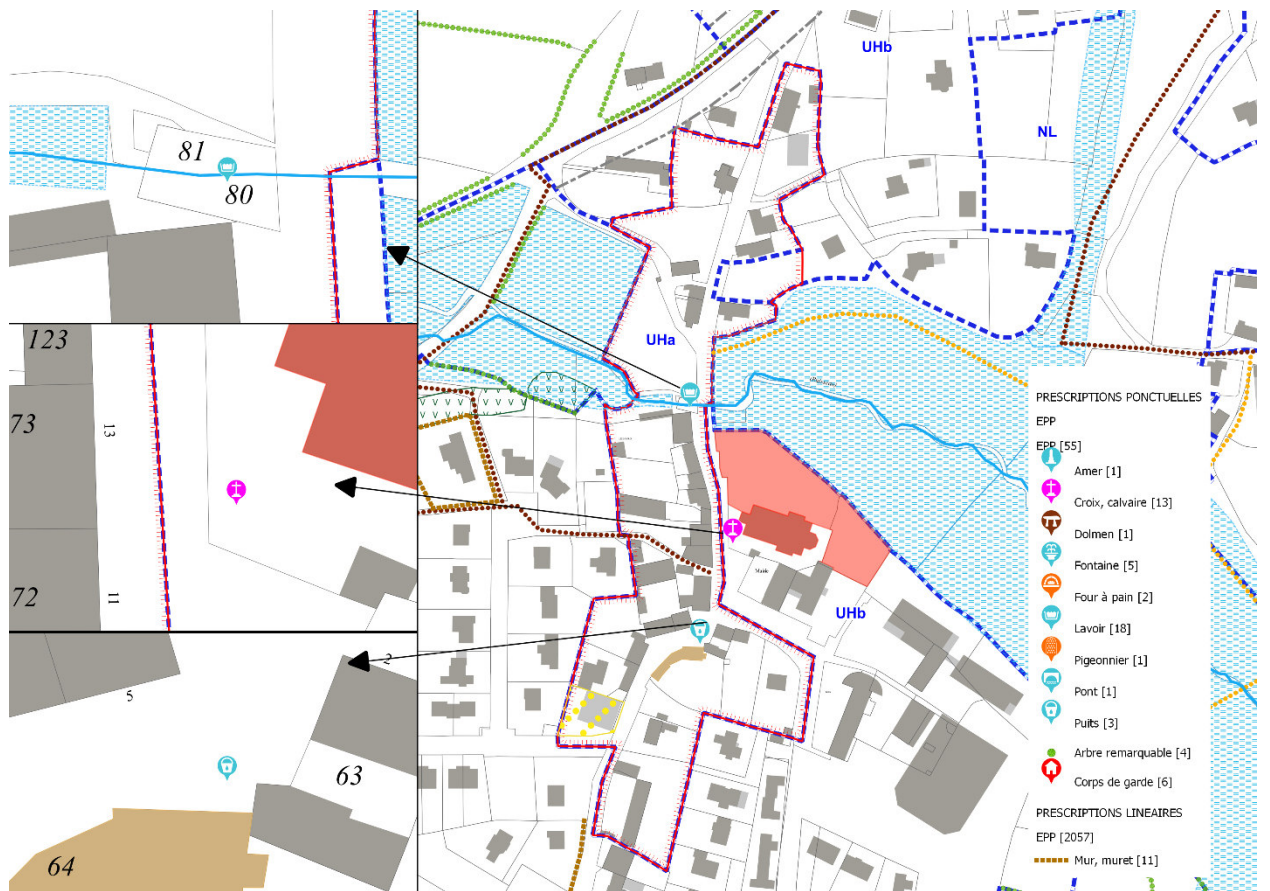 81
80
123
73
13
72
11
2
5
63
64
UHb
NL
UHa
Mairie
UHb
PRESCRIPTIONS PONCTUELLES
EPP
EPP [55]
Amer [1]
Croix, calvaire [13]
Dolmen [1]
Fontaine [5]
Four à pain [2]
Lavoir [18]
Pigeonnier [1]
Pont [1]
Puits [3]
Arbre remarquable [4]
Corps de garde [6]
PRESCRIPTIONS LINEAIRES
EPP [2057]
Mur, muret [11]